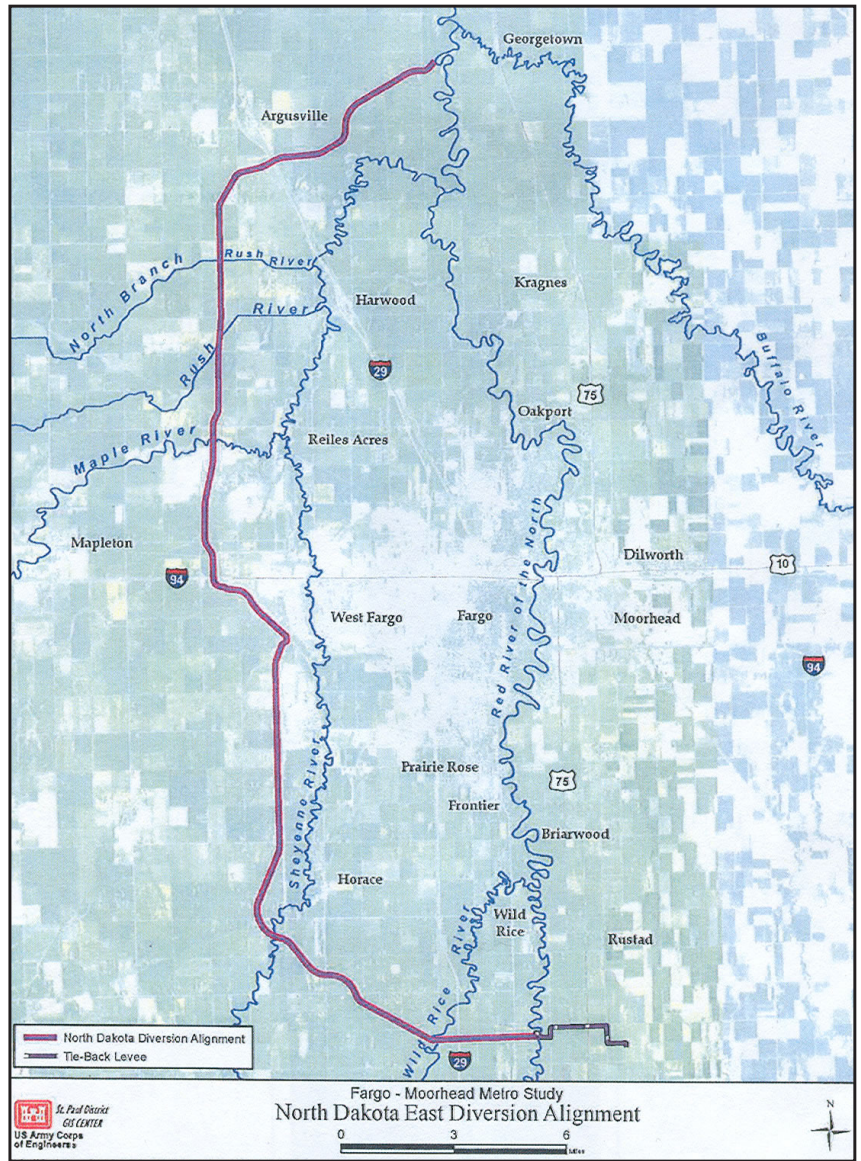 Georgetown
Argusville
North Branch
Rush River
Kragnes
Harwood
Rush River
Buffalo River
29
75
Oakport
Maple River
Reiles Acres
Red River of the North
Mapleton
Dilworth
10
94
West Fargo
Fargo
Moorhead
94
Sheyenne River
Prairie Rose
75
Frontier
Briarwood
Horace
Wild
Rice
Rustad
Wild Rice River
29
North Dakota Diversion Alignment
Tie-Back Levee
St. Paul District
GIS CENTER
US Army Corps
of Engineers®
Fargo - Moorhead Metro Study
North Dakota East Diversion Alignment
0 3 6
Miles
N